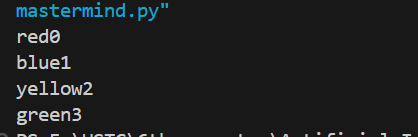 mastermind.py"
red0
blue1
yellow2
green3